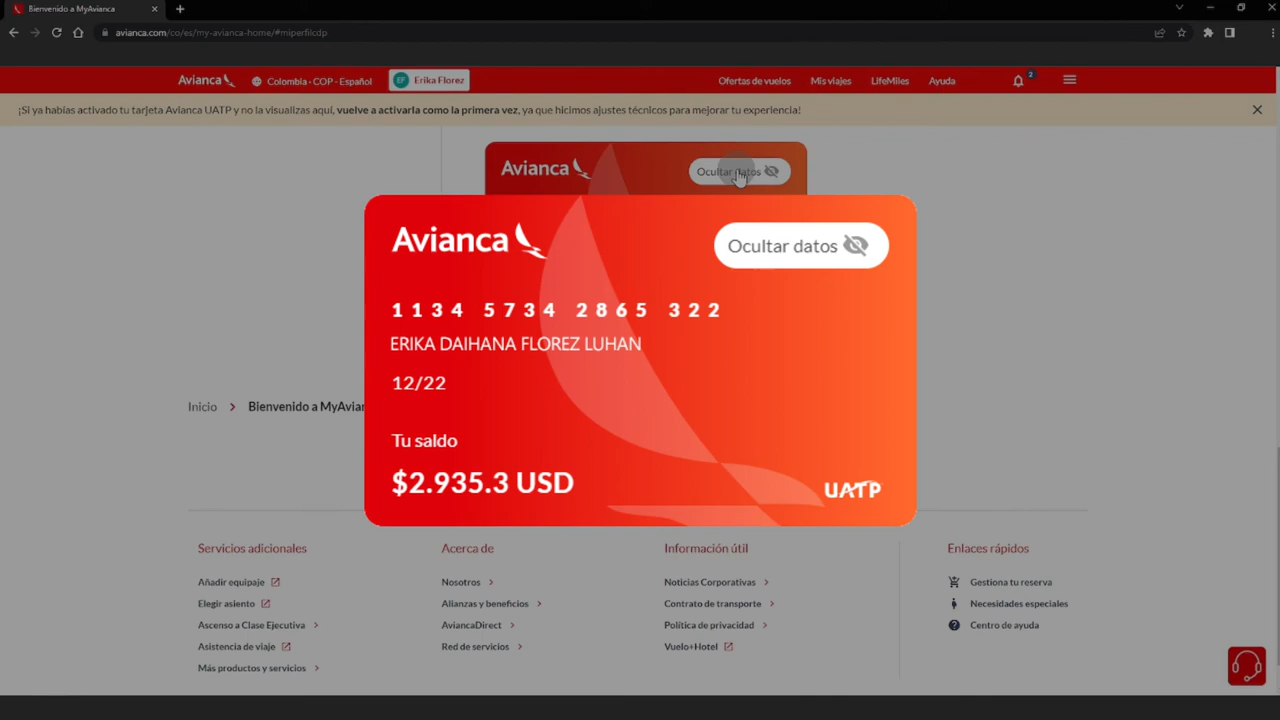 Bienvenido a MyAvianca
avianca.com/co/es/my-avianca-home/#miperfilcdp
Avianca
Colombia · COP · Español
EF
Erika Florez
Ofertas de vuelos
Mis viajes
LifeMiles
Ayuda
2
¡Si ya habías activado tu tarjeta Avianca UATP y no la visualizas aquí, vuelve a activarla como la primera vez, ya que hicimos ajustes técnicos para mejorar tu experiencia!
Avianca
Ocultar datos
Avianca
Ocultar datos
1134 5734 2865 322
ERIKA DAIHANA FLOREZ LUHAN
12/22
Tu saldo
$2.935.3 USD
UATP
Inicio > Bienvenido a MyAvian
Servicios adicionales
Añadir equipaje
Elegir asiento
Ascenso a Clase Ejecutiva
Asistencia de viaje
Más productos y servicios
Acerca de
Nosotros
Alianzas y beneficios
AviancaDirect
Red de servicios
Información útil
Noticias Corporativas
Contrato de transporte
Política de privacidad
Vuelo+Hotel
Enlaces rápidos
Gestiona tu reserva
Necesidades especiales
Centro de ayuda